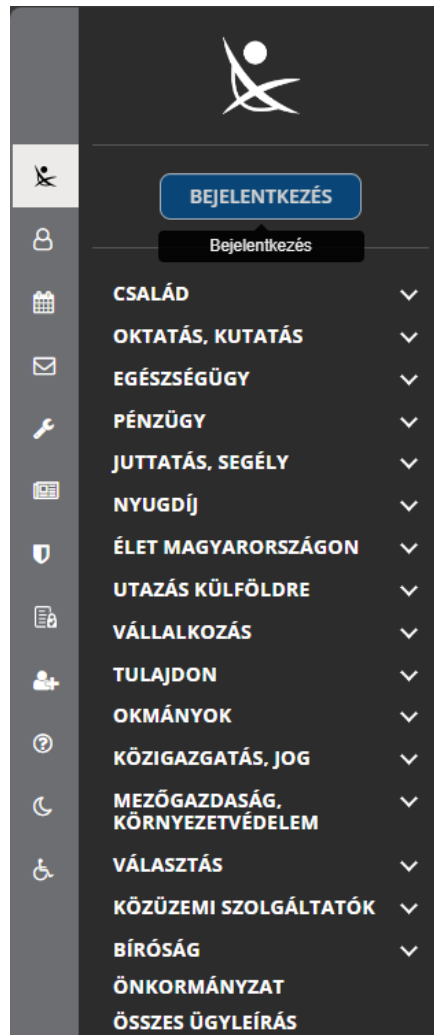 BEJELENTKEZÉS
Bejelentkezés
CSALÁD
OKTATÁS, KUTATÁS
EGÉSZSÉGÜGY
PÉNZÜGY
JUTTATÁS, SEGÉLY
NYUGDÍJ
ÉLET MAGYARORSZÁGON
UTAZÁS KÜLFÖLDRE
VÁLLALKOZÁS
TULAJDON
OKMÁNYOK
KÖZIGAZGATÁS, JOG
MEZŐGAZDASÁG,
KÖRNYEZETVÉDELEM
VÁLASZTÁS
KÖZÜZEMI SZOLGÁLTATÓK
BÍRÓSÁG
ÖNKORMÁNYZAT
ÖSSZES ÜGYLEÍRÁS